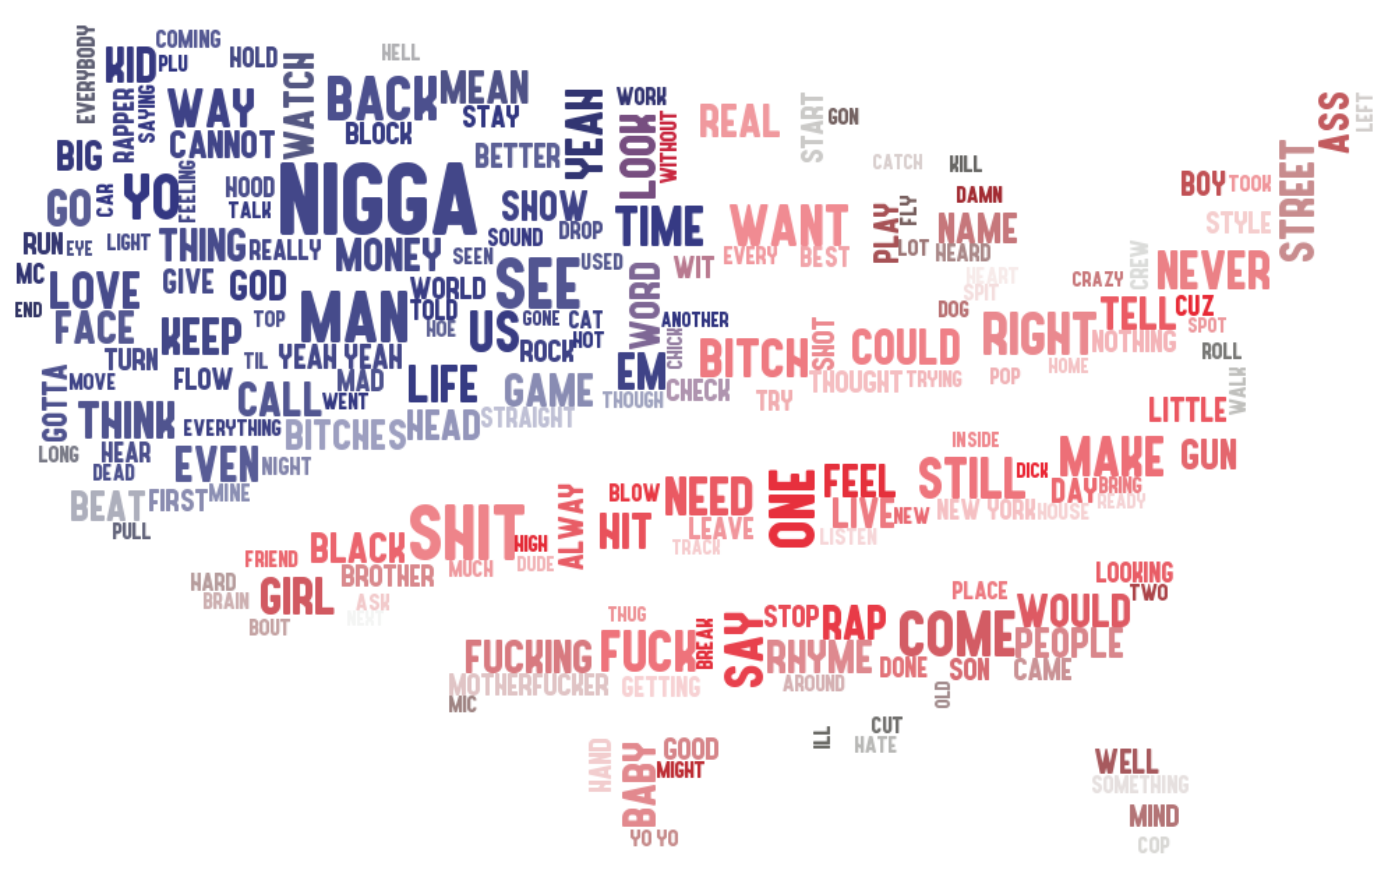 EVERYBODY
COMING
KID
PLU
HOLD
WATCH
HELL
RAPPER
SAYING
WAY
CANNOT
BACK
MEAN
BLOCK
STAY
YEAH
WORK
LOOK
WITHOUT
REAL
START
GON
ASS
LEFT
BIG
CAR
YO
FEELING
HOOD
TALK
NIGGA
BETTER
CATCH
KILL
STREET
GO
SHOW
SOUND
DROP
TIME
WANT
PLAY
FLY
DAMN
NAME
BOY
TOOK
STYLE
RUN
EYE
LIGHT
THING
REALLY
MONEY
SEEN
SEE
USED
WORD
WIT
EVERY
BEST
LOT
HEARD
CREW
NEVER
MC
LOVE
GIVE
GOD
MAN
WORLD
TOLD
HOE
US
GONE
CAT
HOT
ROCK
ANOTHER
HEART
SPIT
CRAZY
END
FACE
KEEP
TOP
DOG
RIGHT
TELL
CUZ
SPOT
NOTHING
TURN
TIL
YEAH YEAH
EM
CHICK
BITCH
SHOT
COULD
HOME
ROLL
GOTTA
MOVE
FLOW
CALL
MAD
WENT
LIFE
GAME
THOUGH
CHECK
TRY
THOUGHT
TRYING
POP
WALK
THINK
EVERYTHING
BITCHES
HEAD
STRAIGHT
LITTLE
LONG
HEAR
DEAD
EVEN
NIGHT
INSIDE
MAKE
GUN
BEAT
FIRST
MINE
PULL
BLOW
NEED
ONE
FEEL
STILL
DICK
DAY
BRING
READY
SHIT
ALWAY
HIT
LEAVE
TRACK
LIVE
NEW
LISTEN
NEW YORK
HOUSE
FRIEND
BLACK
HIGH
DUDE
MUCH
BROTHER
HARD
BRAIN
GIRL
ASK
NEXT
BOUT
LOOKING
TWO
PLACE
THUG
FUCKING
FUCK
BREAK
SAY
STOP
RAP
RHYME
COME
WOULD
PEOPLE
MOTHERFUCKER
GETTING
AROUND
DONE
SON
CAME
MIC
OLD
ILL
CUT
HATE
HAND
BABY
GOOD
MIGHT
YO YO
WELL
SOMETHING
MIND
COP